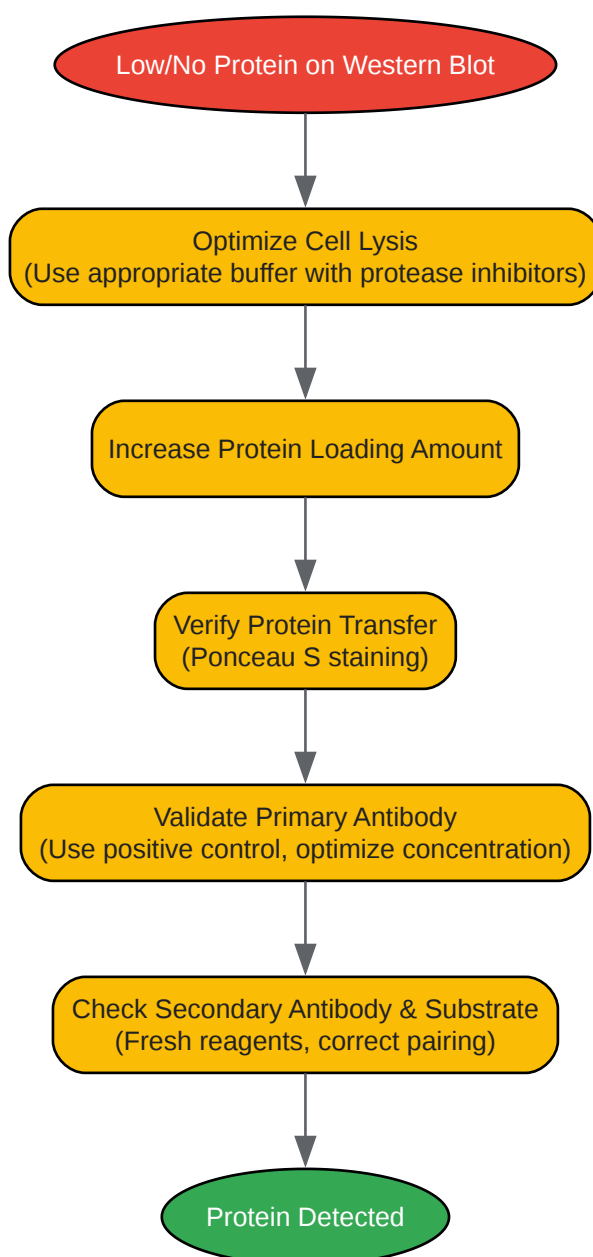 Low/No Protein on Western Blot
Optimize Cell Lysis
(Use appropriate buffer with protease inhibitors)
Increase Protein Loading Amount
Verify Protein Transfer
(Ponceau S staining)
Validate Primary Antibody
(Use positive control, optimize concentration)
Check Secondary Antibody & Substrate
(Fresh reagents, correct pairing)
Protein Detected